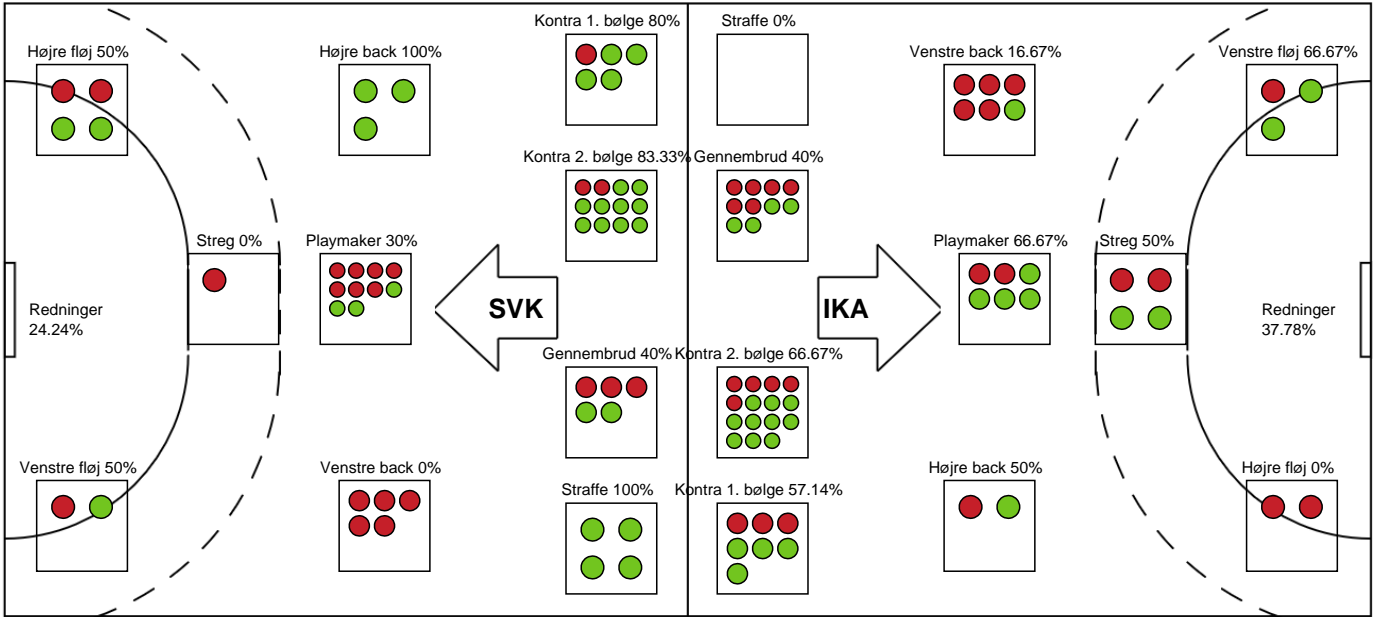 Kontra 1. bølge 80%
Straffe 0%
Højre fløj 50%
Højre back 100%
Venstre back 16.67%
Venstre fløj 66.67%
Kontra 2. bølge 83.33%
Gennembrud 40%
Streg 0%
Playmaker 30%
Playmaker 66.67%
Streg 50%
Redninger
24.24%
SVK
IKA
Redninger
37.78%
Gennembrud 40%
Kontra 2. bølge 66.67%
Venstre fløj 50%
Venstre back 0%
Straffe 100%
Kontra 1. bølge 57.14%
Højre back 50%
Højre fløj 0%